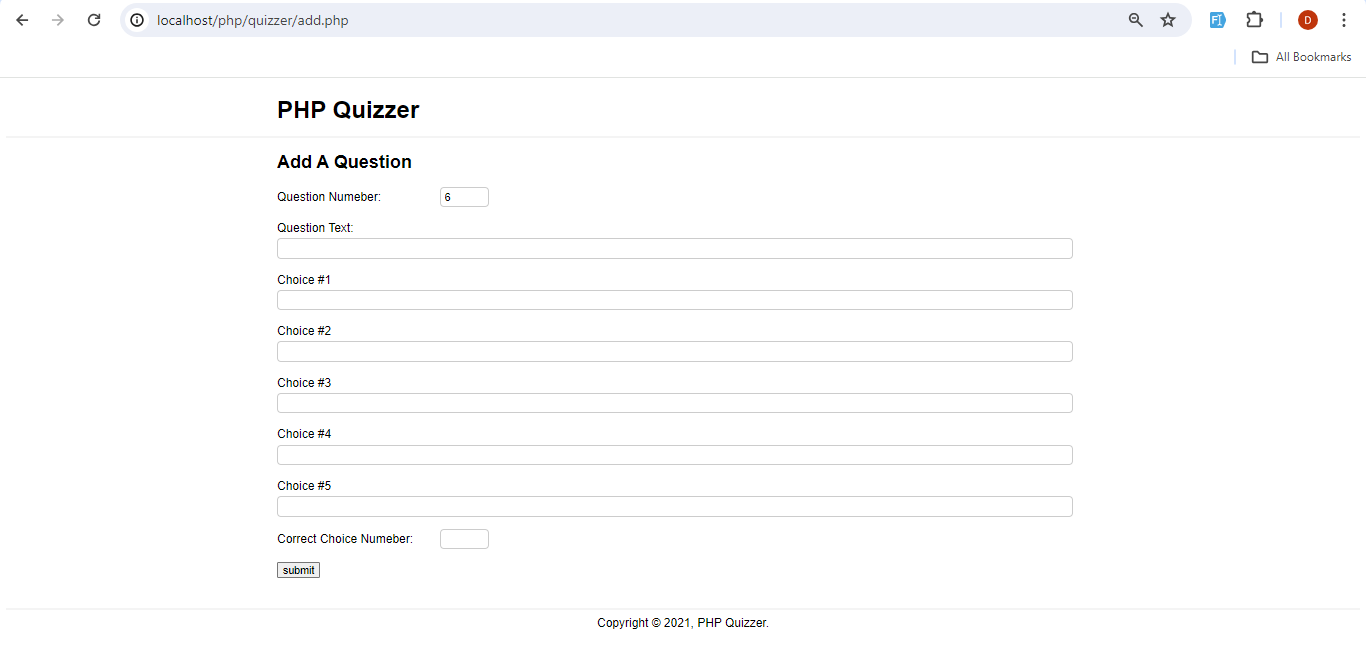 localhost/php/quizzer/add.php
D
All Bookmarks
PHP Quizzer
Add A Question
Question Numeber: 6
Question Text:
Choice #1
Choice #2
Choice #3
Choice #4
Choice #5
Correct Choice Numeber:
submit
Copyright © 2021, PHP Quizzer.